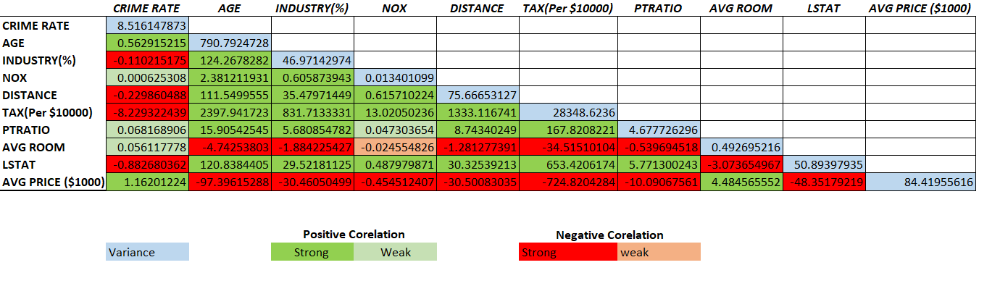 CRIME RATE AGE INDUSTRY(%) NOX DISTANCE TAX(Per $10000) PTRATIO AVG ROOM LSTAT AVG PRICE ($1000)
CRIME RATE 8.516147873
AGE 0.562915215 790.7924728
INDUSTRY(%) -0.110215175 124.2678282 46.97142974
NOX 0.000625308 2.381211931 0.605873943 0.013401099
DISTANCE -0.229860488 111.5499555 35.47971449 0.615710224 75.66653127
TAX(Per $10000) -8.229322439 2397.941723 831.7133331 13.02050236 1333.116741 28348.6236
PTRATIO 0.068168906 15.90542545 5.680854782 0.047303654 8.74340249 167.8208221 4.677726296
AVG ROOM 0.056117778 -4.74253803 -1.884225427 -0.024554826 -1.281277391 -34.51510104 -0.539694518 0.492695216
LSTAT -0.882680362 120.8384405 29.52181125 0.487979871 30.32539213 653.4206174 5.771300243 -3.073654967 50.89397935
AVG PRICE ($1000) 1.16201224 -97.39615288 -30.46050499 -0.454512407 -30.50083035 -724.8204284 -10.09067561 4.484565552 -48.35179219 84.41955616
Positive Corelation Negative Corelation
Variance Strong Weak Strong weak